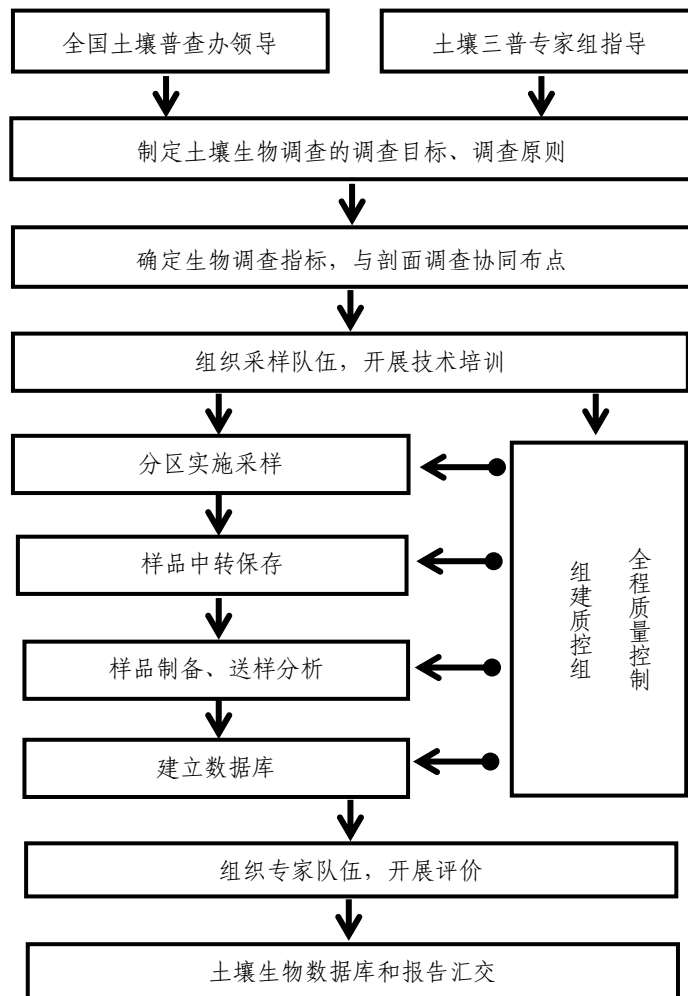 全国土壤普查办领导
土壤三普专家组指导
制定土壤生物调查的调查目标、调查原则
确定生物调查指标，与剖面调查协同布点
组织采样队伍，开展技术培训
分区实施采样
样品中转保存
样品制备、送样分析
建立数据库
全程质量控制
组建质控组
组织专家队伍，开展评价
土壤生物数据库和报告汇交